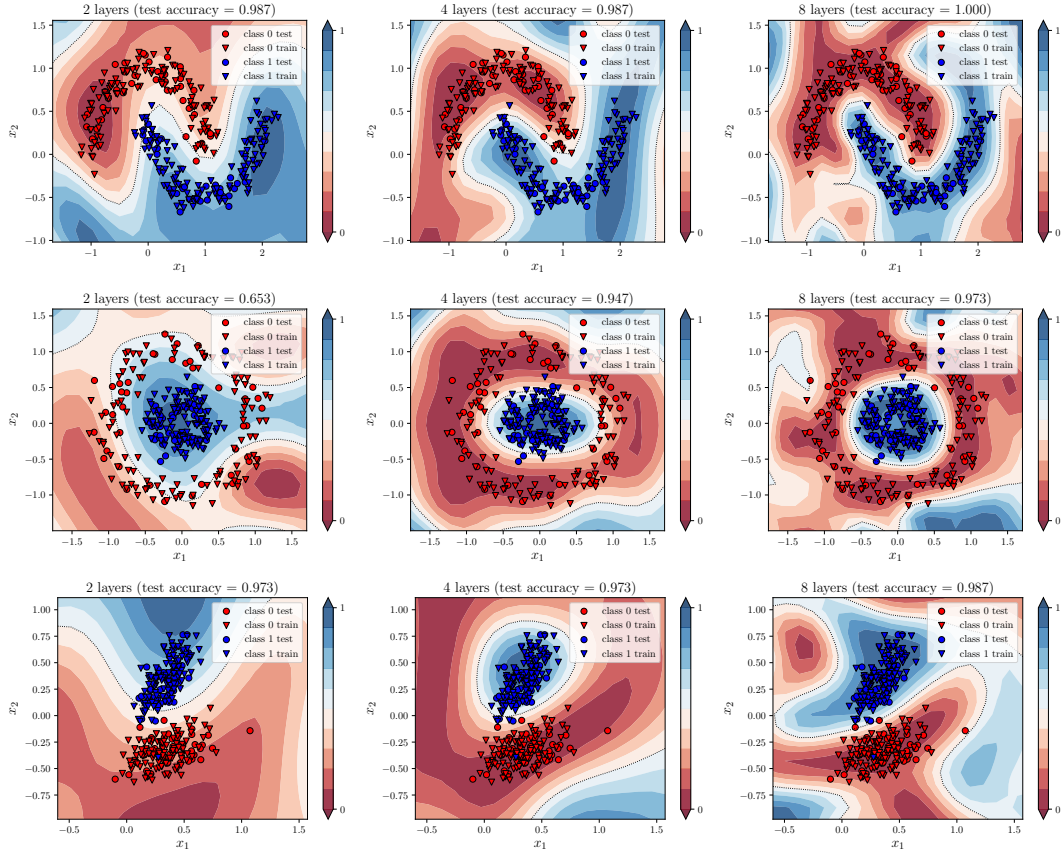 2 layers (test accuracy = 0.987)
4 layers (test accuracy = 0.987)
8 layers (test accuracy = 1.000)
class 0 test
class 0 train
class 1 test
class 1 train
1.5
1.0
0.5
0.0
−0.5
−1.0
x₂
−1
0
1
2
x₁
1
0
class 0 test
class 0 train
class 1 test
class 1 train
1.5
1.0
0.5
0.0
−0.5
−1.0
x₂
−1
0
1
2
x₁
1
0
class 0 test
class 0 train
class 1 test
class 1 train
1.5
1.0
0.5
0.0
−0.5
−1.0
x₂
−1
0
1
2
x₁
1
0
2 layers (test accuracy = 0.653)
4 layers (test accuracy = 0.947)
8 layers (test accuracy = 0.973)
class 0 test
class 0 train
class 1 test
class 1 train
1.5
1.0
0.5
0.0
−0.5
−1.0
x₂
−1.5
−1.0
−0.5
0.0
0.5
1.0
1.5
x₁
1
0
class 0 test
class 0 train
class 1 test
class 1 train
1.5
1.0
0.5
0.0
−0.5
−1.0
x₂
−1.5
−1.0
−0.5
0.0
0.5
1.0
1.5
x₁
1
0
class 0 test
class 0 train
class 1 test
class 1 train
1.5
1.0
0.5
0.0
−0.5
−1.0
x₂
−1.5
−1.0
−0.5
0.0
0.5
1.0
1.5
x₁
1
0
2 layers (test accuracy = 0.973)
4 layers (test accuracy = 0.973)
8 layers (test accuracy = 0.987)
class 0 test
class 0 train
class 1 test
class 1 train
1.00
0.75
0.50
0.25
0.00
−0.25
−0.50
−0.75
x₂
−0.5
0.0
0.5
1.0
1.5
x₁
1
0
class 0 test
class 0 train
class 1 test
class 1 train
1.00
0.75
0.50
0.25
0.00
−0.25
−0.50
−0.75
x₂
−0.5
0.0
0.5
1.0
1.5
x₁
1
0
class 0 test
class 0 train
class 1 test
class 1 train
1.00
0.75
0.50
0.25
0.00
−0.25
−0.50
−0.75
x₂
−0.5
0.0
0.5
1.0
1.5
x₁
1
0